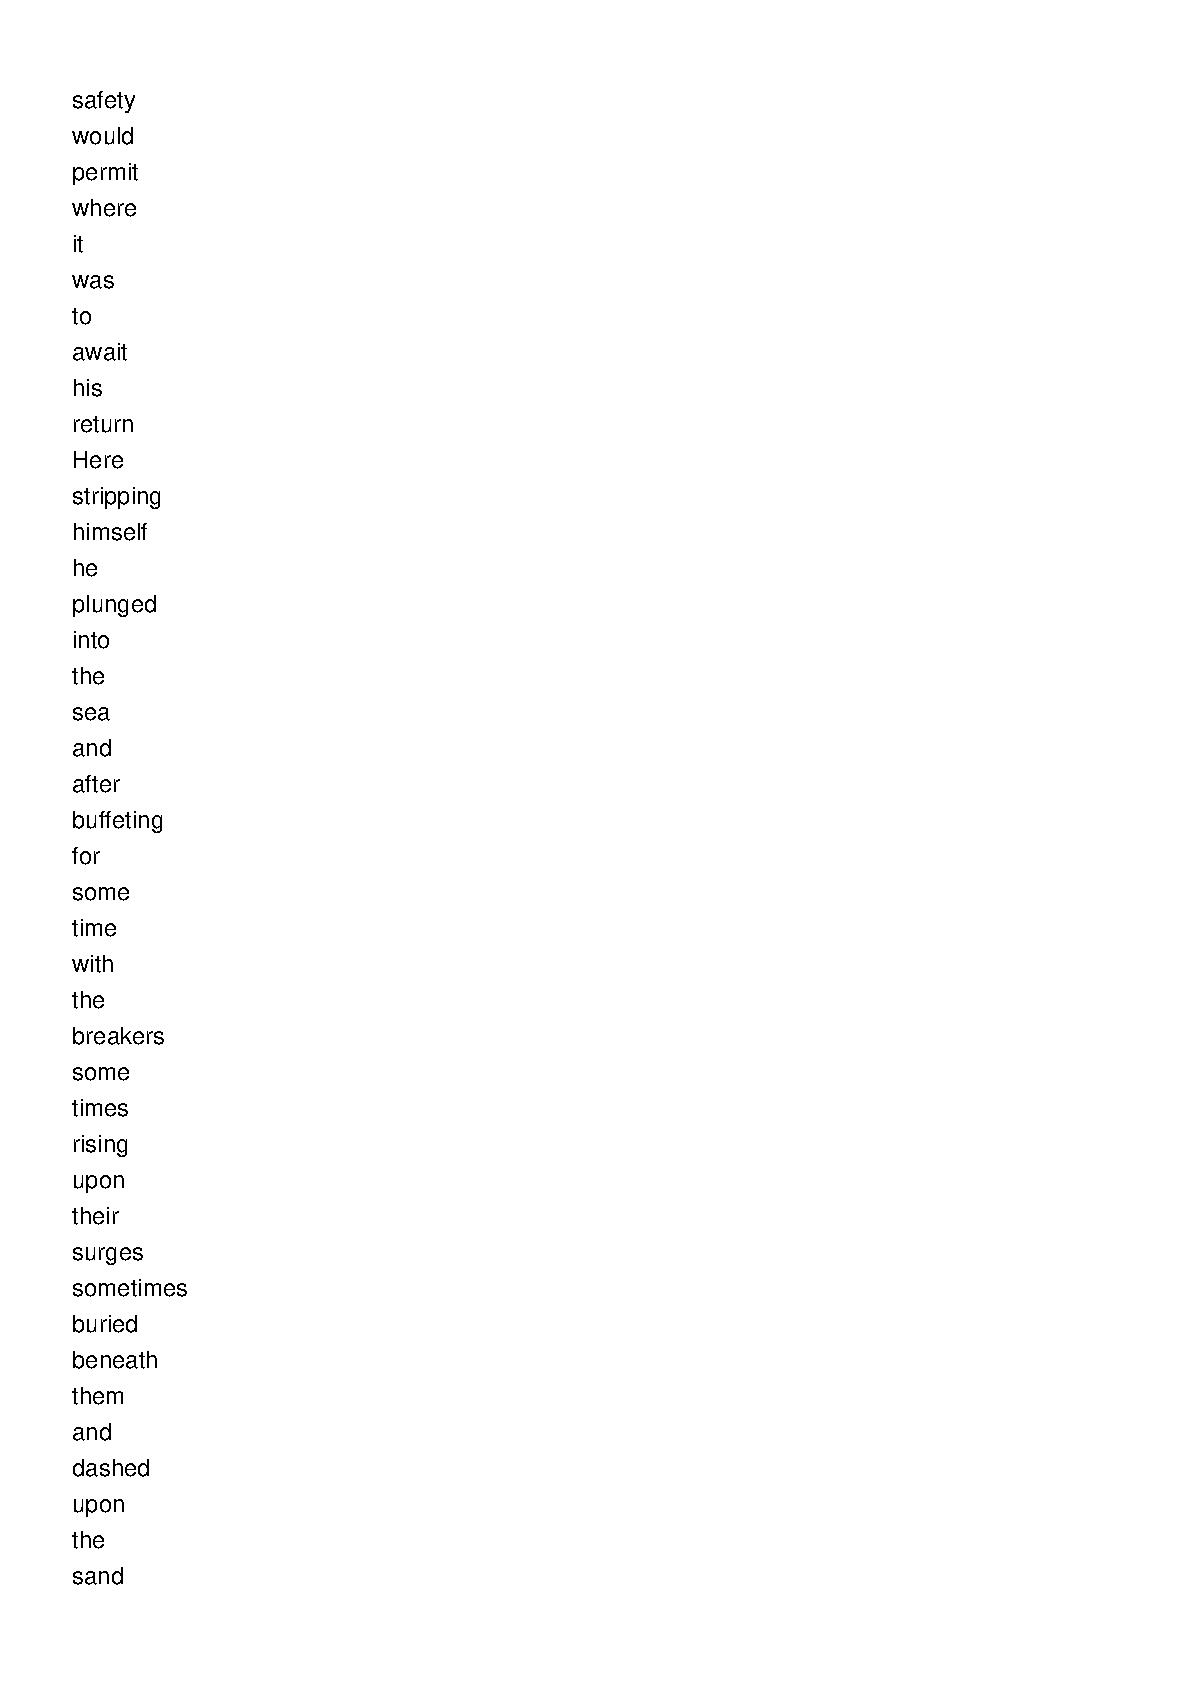 safety
would
permit
where
it
was
to
await
his
return
Here
stripping
himself
he
plunged
into
the
sea
and
after
buffeting
for
some
time
with
the
breakers
some
times
rising
upon
their
surges
sometimes
buried
beneath
them
and
dashed
upon
the
sand